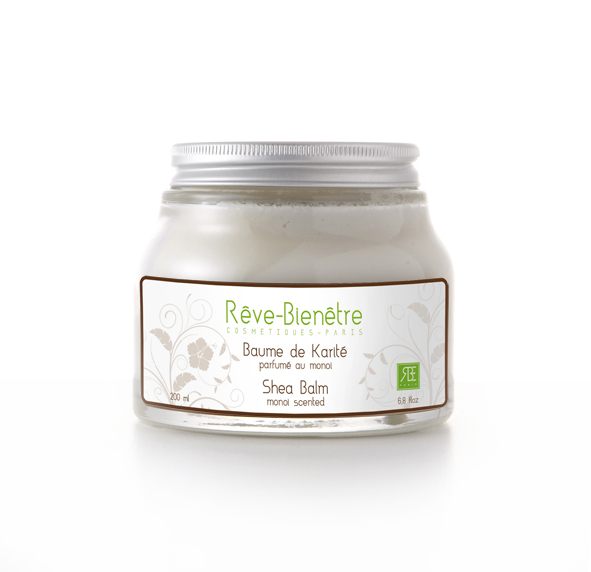 Rêve-Bienêtre
COSMÉTIQUES-PARIS
Baume de Karité
parfumé au monoï
Shea Balm
monoi scented
200 ml
6.8 fl.oz